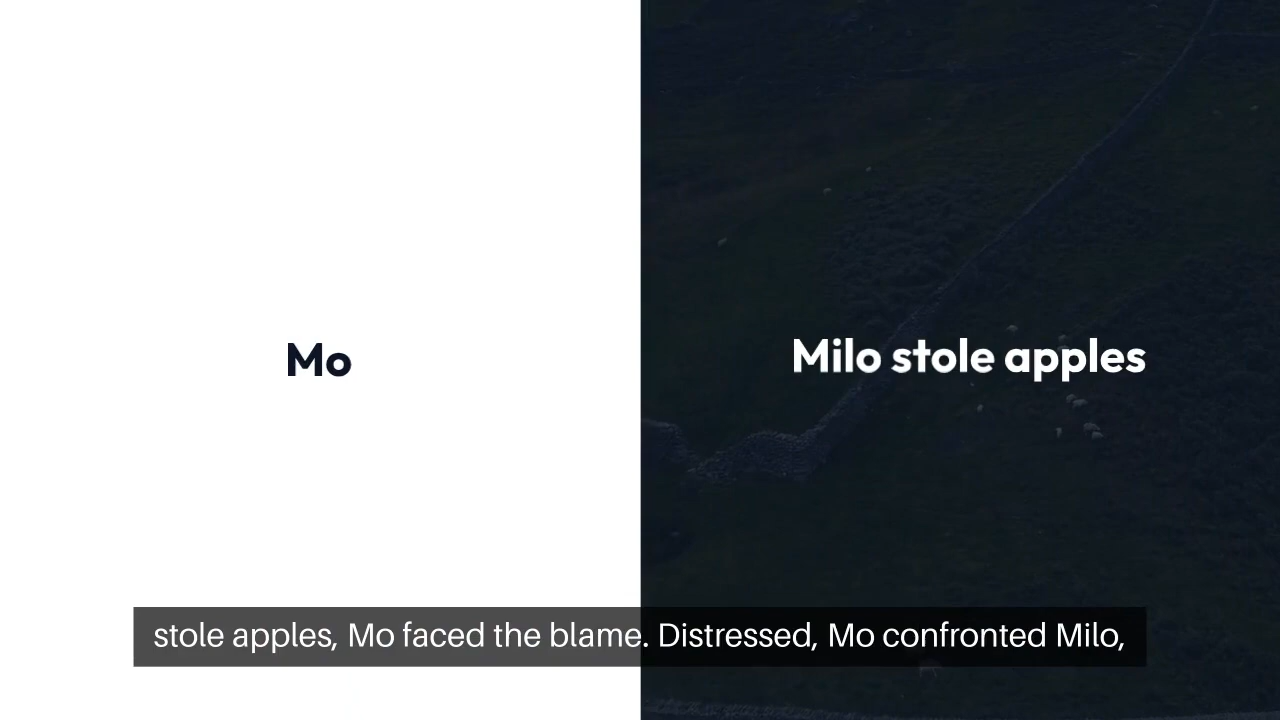 Mo
Milo stole apples
stole apples, Mo faced the blame. Distressed, Mo confronted Milo,